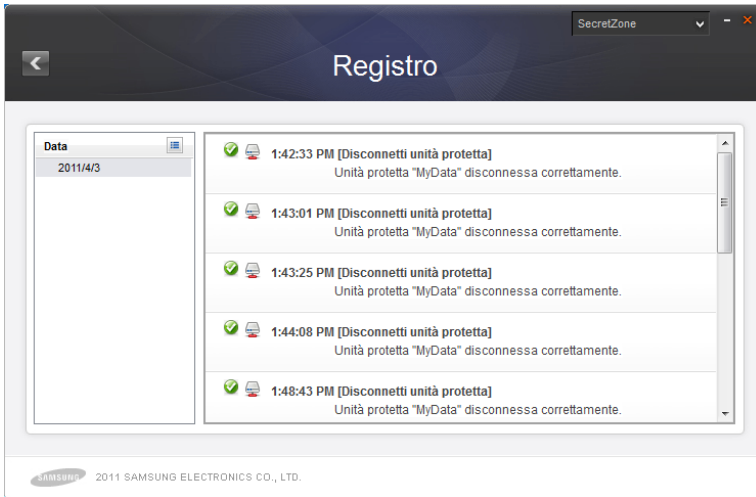 SecretZone
Registro
Data
2011/4/3
1:42:33 PM [Disconnetti unità protetta]
Unità protetta "MyData" disconnessa correttamente.
1:43:01 PM [Disconnetti unità protetta]
Unità protetta "MyData" disconnessa correttamente.
1:43:25 PM [Disconnetti unità protetta]
Unità protetta "MyData" disconnessa correttamente.
1:44:08 PM [Disconnetti unità protetta]
Unità protetta "MyData" disconnessa correttamente.
1:48:43 PM [Disconnetti unità protetta]
Unità protetta "MyData" disconnessa correttamente.
SAMSUNG 2011 SAMSUNG ELECTRONICS CO., LTD.